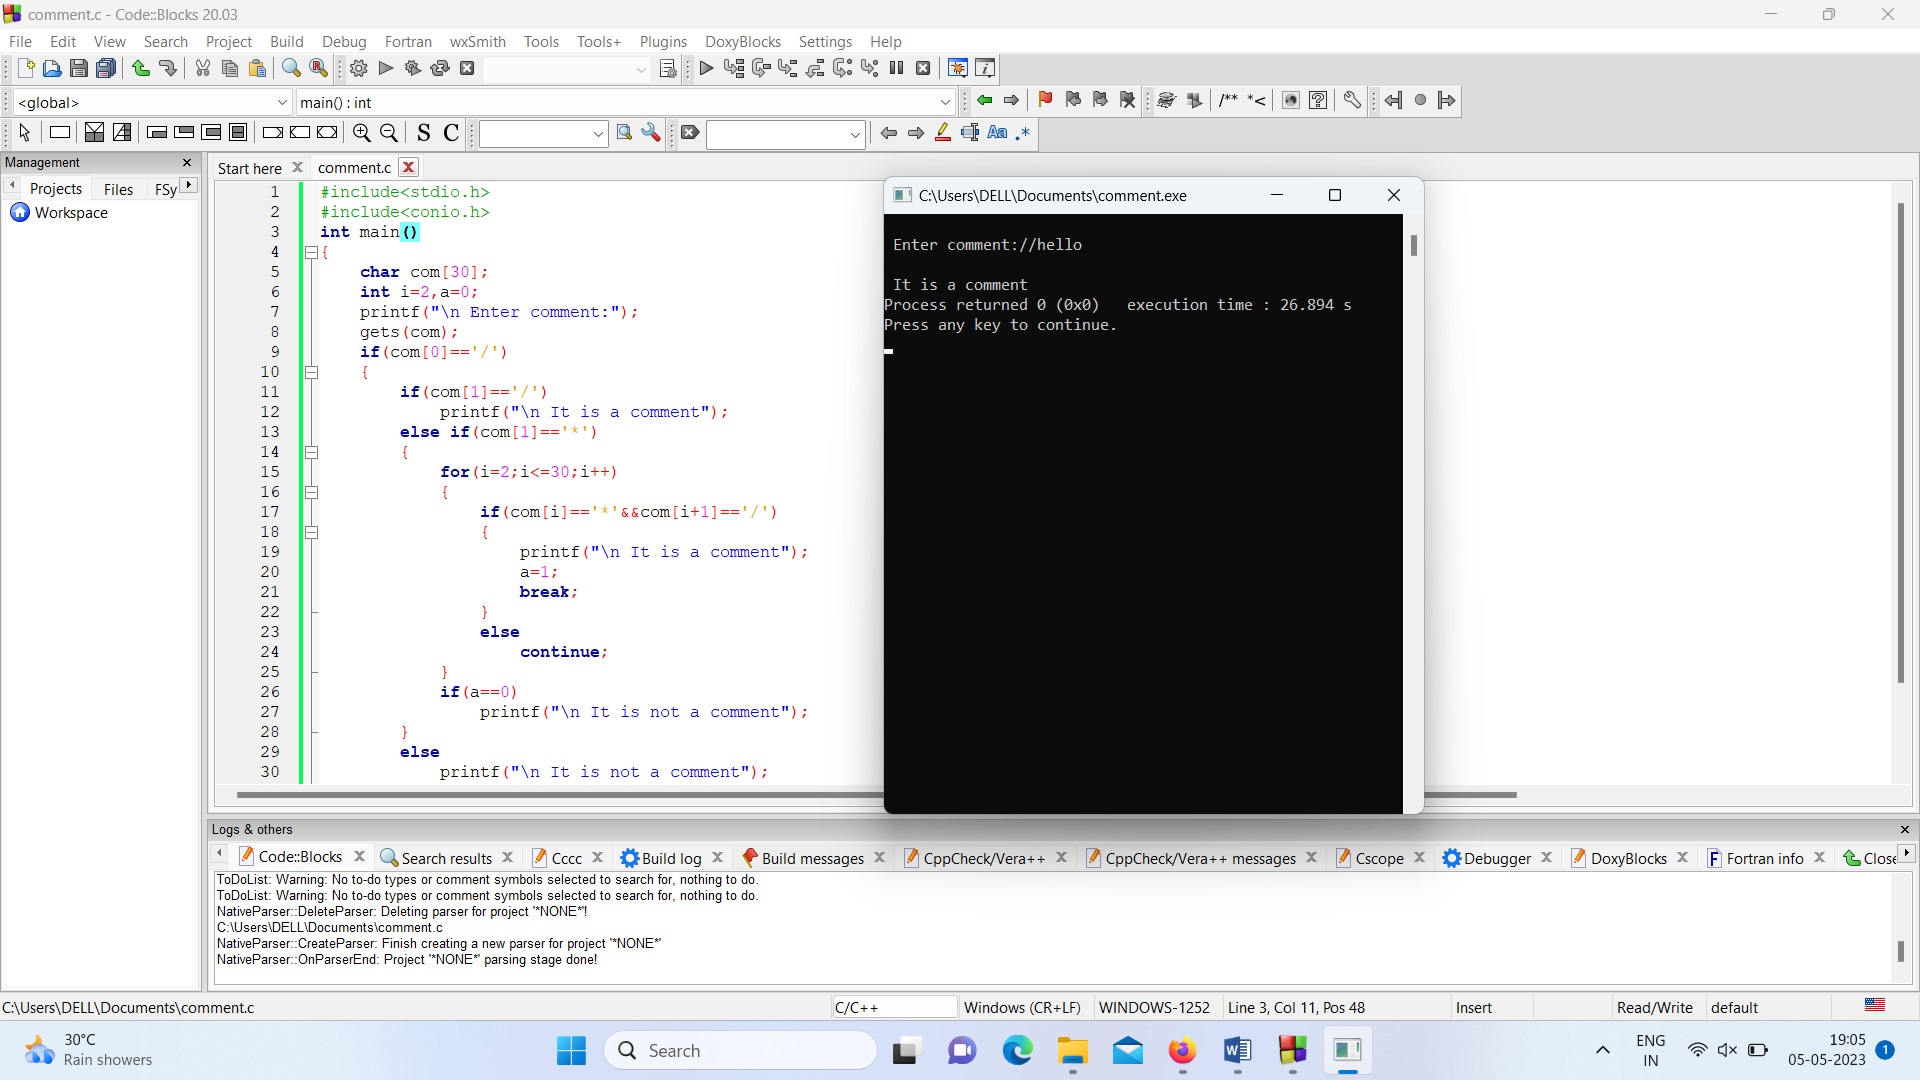 comment.c - Code::Blocks 20.03
File Edit View Search Project Build Debug Fortran wxSmith Tools Tools+ Plugins DoxyBlocks Settings Help
<global> main() : int /** *<
S C Aa .*
Management
Projects Files FSy
Workspace
Start here comment.c
1 #include<stdio.h>
2 #include<conio.h>
3 int main()
4 {
5 char com[30];
6 int i=2,a=0;
7 printf("\n Enter comment:");
8 gets(com);
9 if(com[0]=='/')
10 {
11 if(com[1]=='/')
12 printf("\n It is a comment");
13 else if(com[1]=='*')
14 {
15 for(i=2;i<=30;i++)
16 {
17 if(com[i]=='*'&&com[i+1]=='/')
18 {
19 printf("\n It is a comment");
20 a=1;
21 break;
22 }
23 else
24 continue;
25 }
26 if(a==0)
27 printf("\n It is not a comment");
28 }
29 else
30 printf("\n It is not a comment");
C:\Users\DELL\Documents\comment.exe
Enter comment://hello
It is a comment
Process returned 0 (0x0) execution time : 26.894 s
Press any key to continue.
Logs & others
Code::Blocks Search results Cccc Build log Build messages CppCheck/Vera++ CppCheck/Vera++ messages Cscope Debugger DoxyBlocks Fortran info Close
ToDoList: Warning: No to-do types or comment symbols selected to search for, nothing to do.
ToDoList: Warning: No to-do types or comment symbols selected to search for, nothing to do.
NativeParser::DeleteParser: Deleting parser for project '*NONE*'!
C:\Users\DELL\Documents\comment.c
NativeParser::CreateParser: Finish creating a new parser for project '*NONE*'
NativeParser::OnParserEnd: Project '*NONE*' parsing stage done!
C:\Users\DELL\Documents\comment.c C/C++ Windows (CR+LF) WINDOWS-1252 Line 3, Col 11, Pos 48 Insert Read/Write default
30°C
Rain showers
Search
ENG
IN
19:05
05-05-2023
1